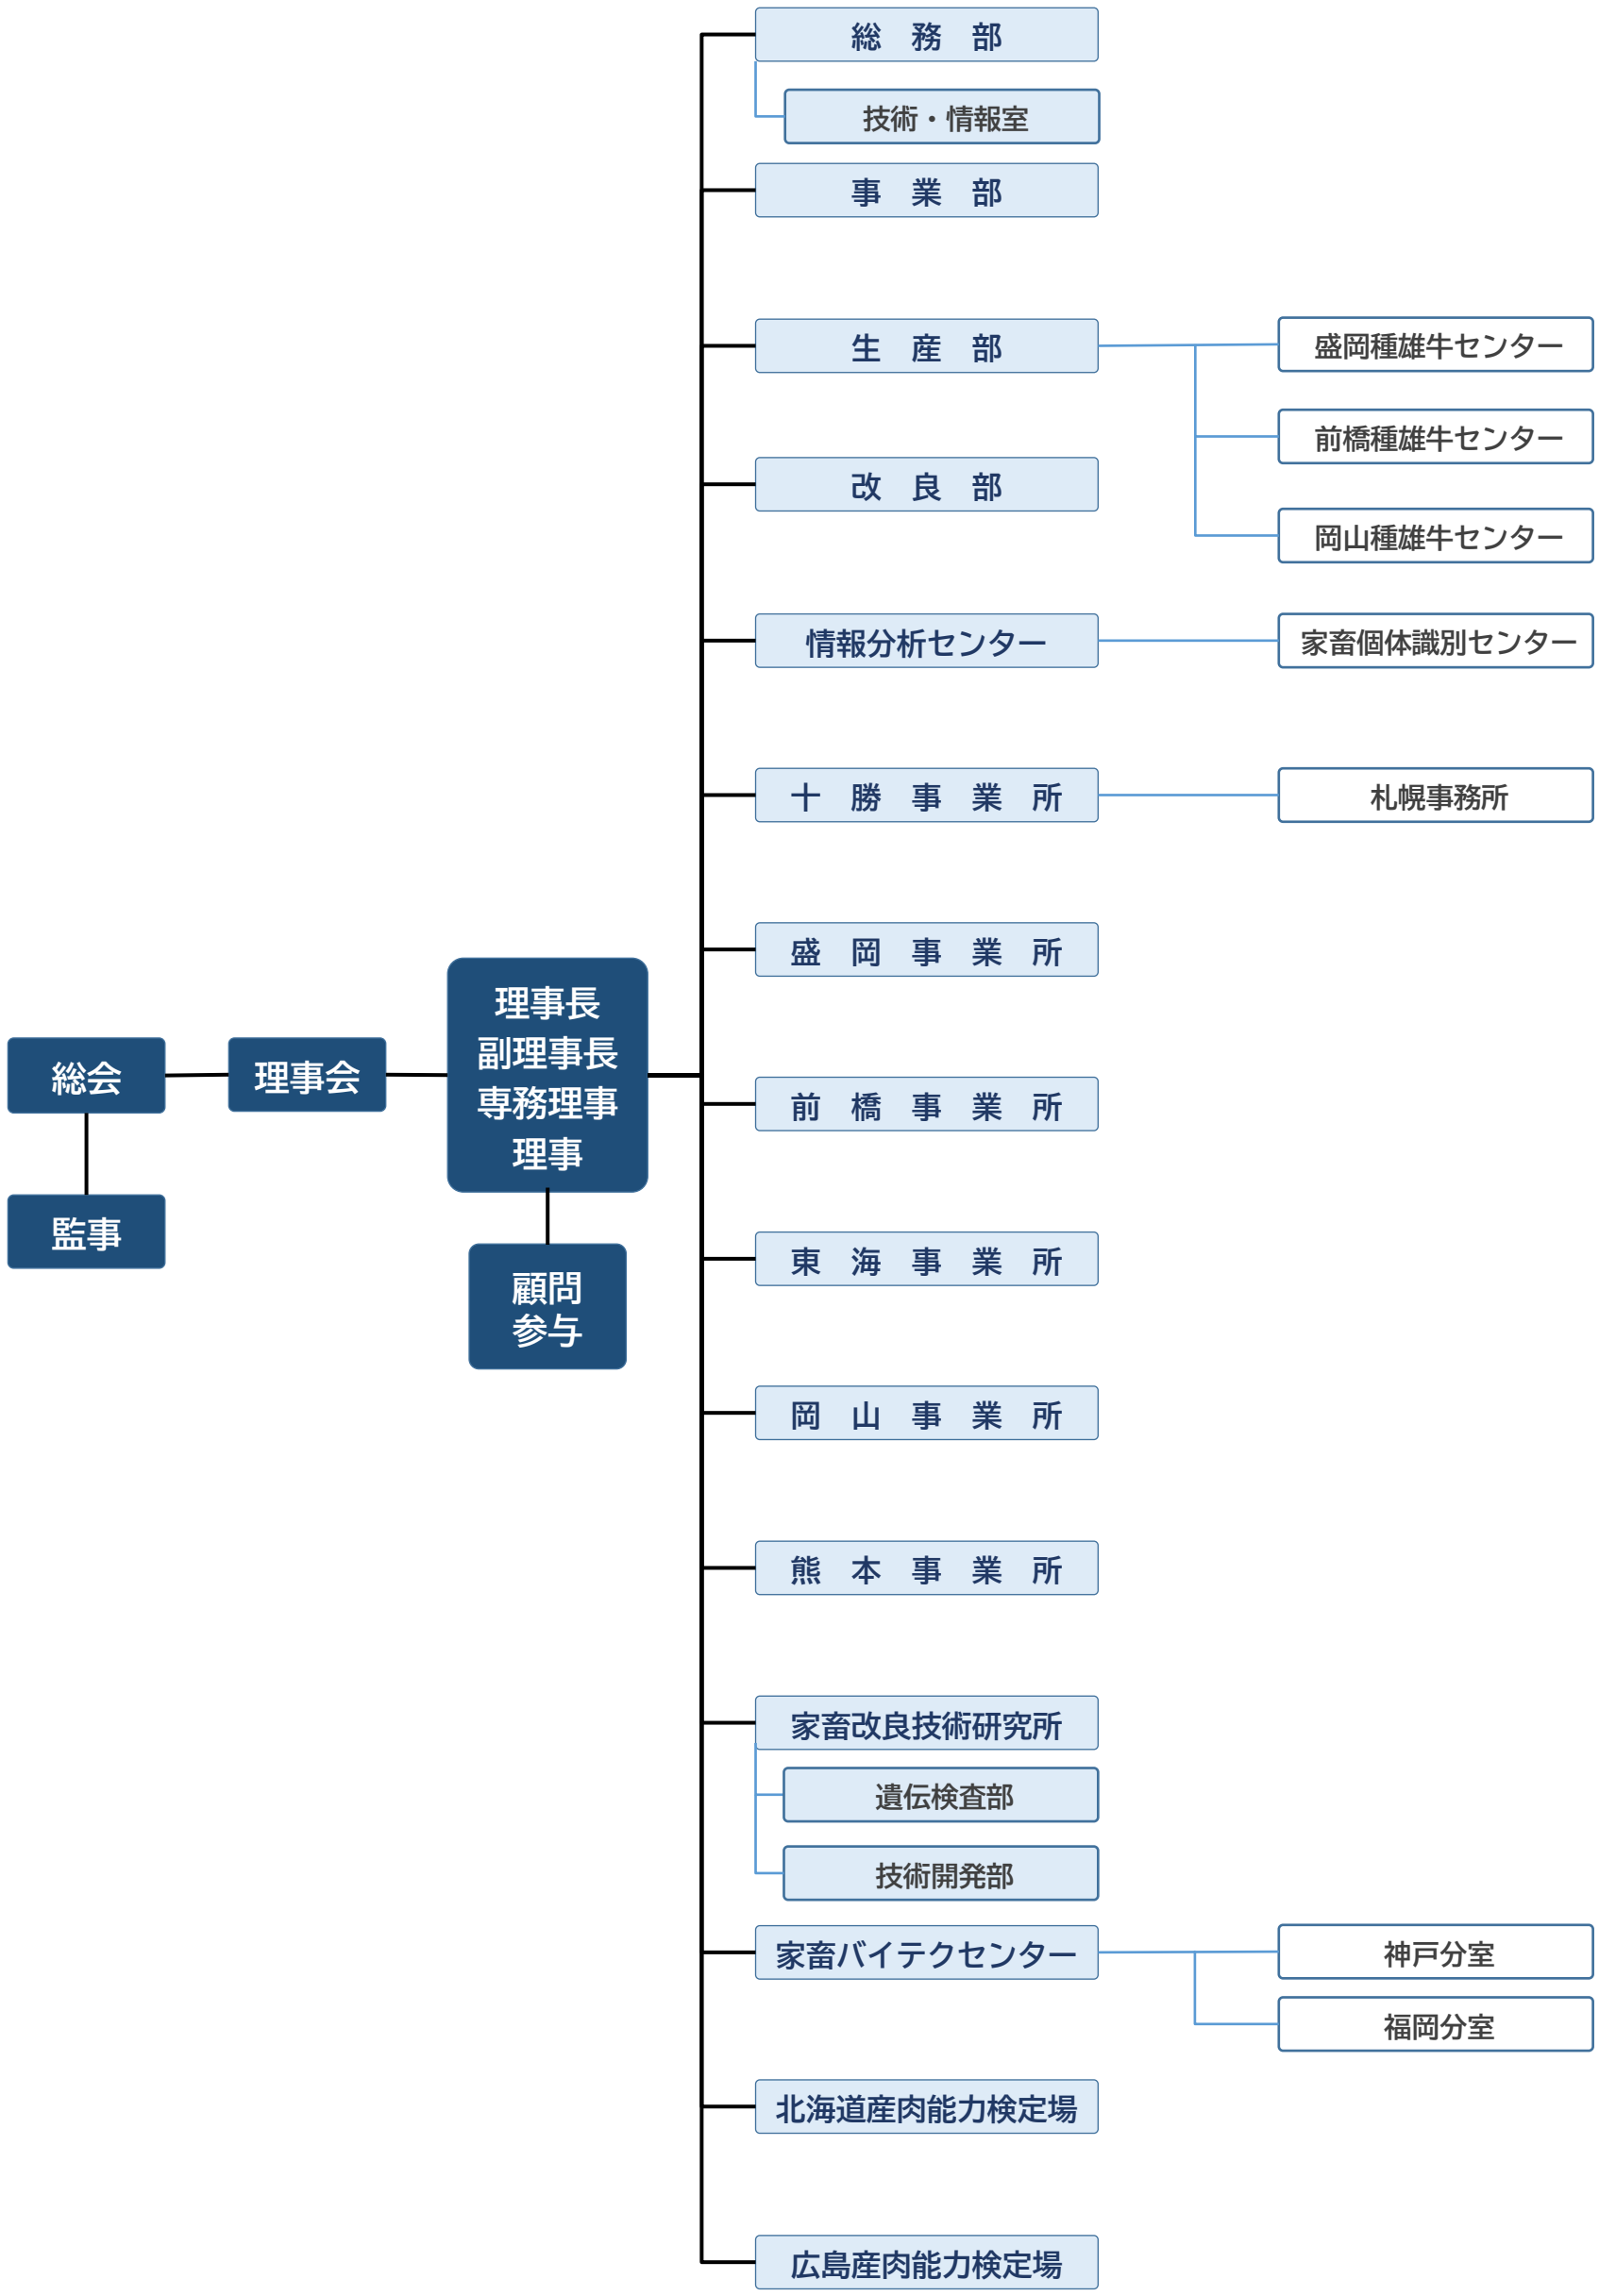 総会
監事
理事会
理事長
副理事長
専務理事
理事
顧問
参与
総　務　部
技術・情報室
事　業　部
生　産　部
盛岡種雄牛センター
前橋種雄牛センター
岡山種雄牛センター
改　良　部
情報分析センター
家畜個体識別センター
十　勝　事　業　所
札幌事務所
盛　岡　事　業　所
前　橋　事　業　所
東　海　事　業　所
岡　山　事　業　所
熊　本　事　業　所
家畜改良技術研究所
遺伝検査部
技術開発部
家畜バイテクセンター
神戸分室
福岡分室
北海道産肉能力検定場
広島産肉能力検定場